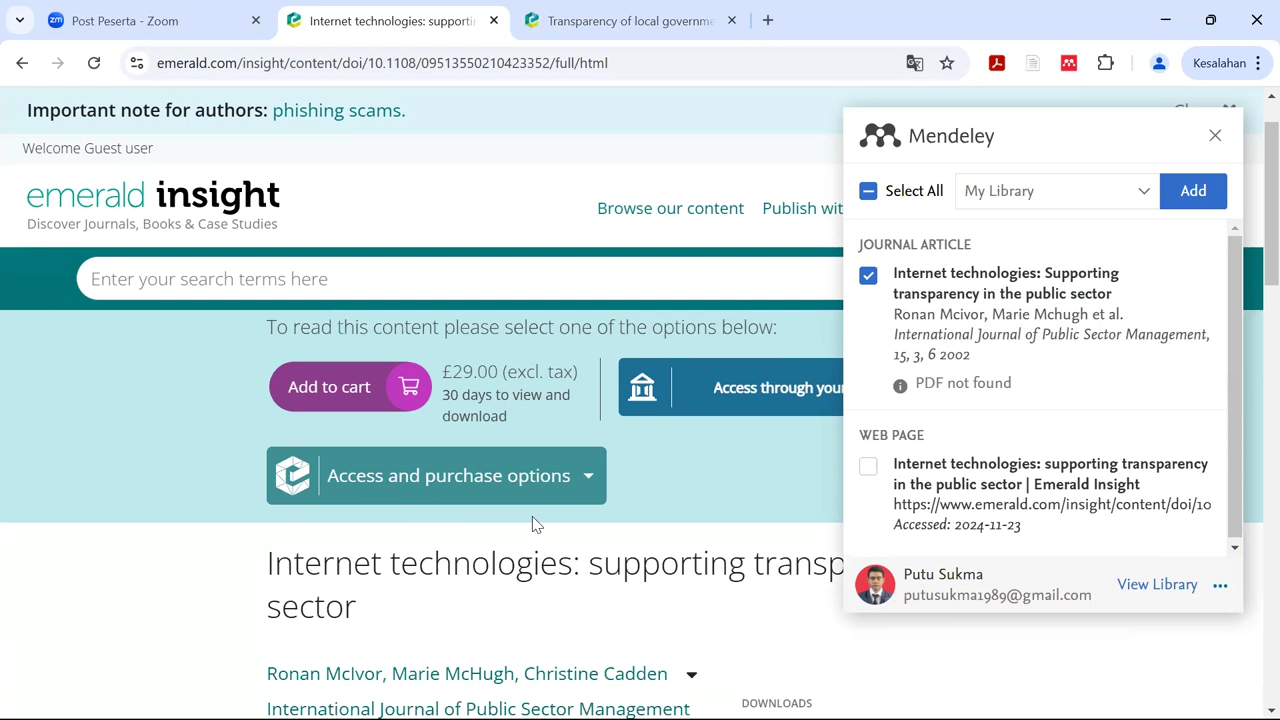 Post Peserta - Zoom
Internet technologies: supporti
Transparency of local governme
emerald.com/insight/content/doi/10.1108/09513550210423352/full/html
Kesalahan
Important note for authors: phishing scams.
Welcome Guest user
emerald insight
Discover Journals, Books & Case Studies
Browse our content
Publish wit
Enter your search terms here
To read this content please select one of the options below:
Add to cart
£29.00 (excl. tax)
30 days to view and
download
Access through your
Access and purchase options
Internet technologies: supporting transp
sector
Ronan McIvor, Marie McHugh, Christine Cadden
International Journal of Public Sector Management
DOWNLOADS
Mendeley
Select All
My Library
Add
JOURNAL ARTICLE
Internet technologies: Supporting
transparency in the public sector
Ronan Mcivor, Marie Mchugh et al.
International Journal of Public Sector Management,
15, 3, 6 2002
PDF not found
WEB PAGE
Internet technologies: supporting transparency
in the public sector | Emerald Insight
https://www.emerald.com/insight/content/doi/10
Accessed: 2024-11-23
Putu Sukma
putusukma1989@gmail.com
View Library